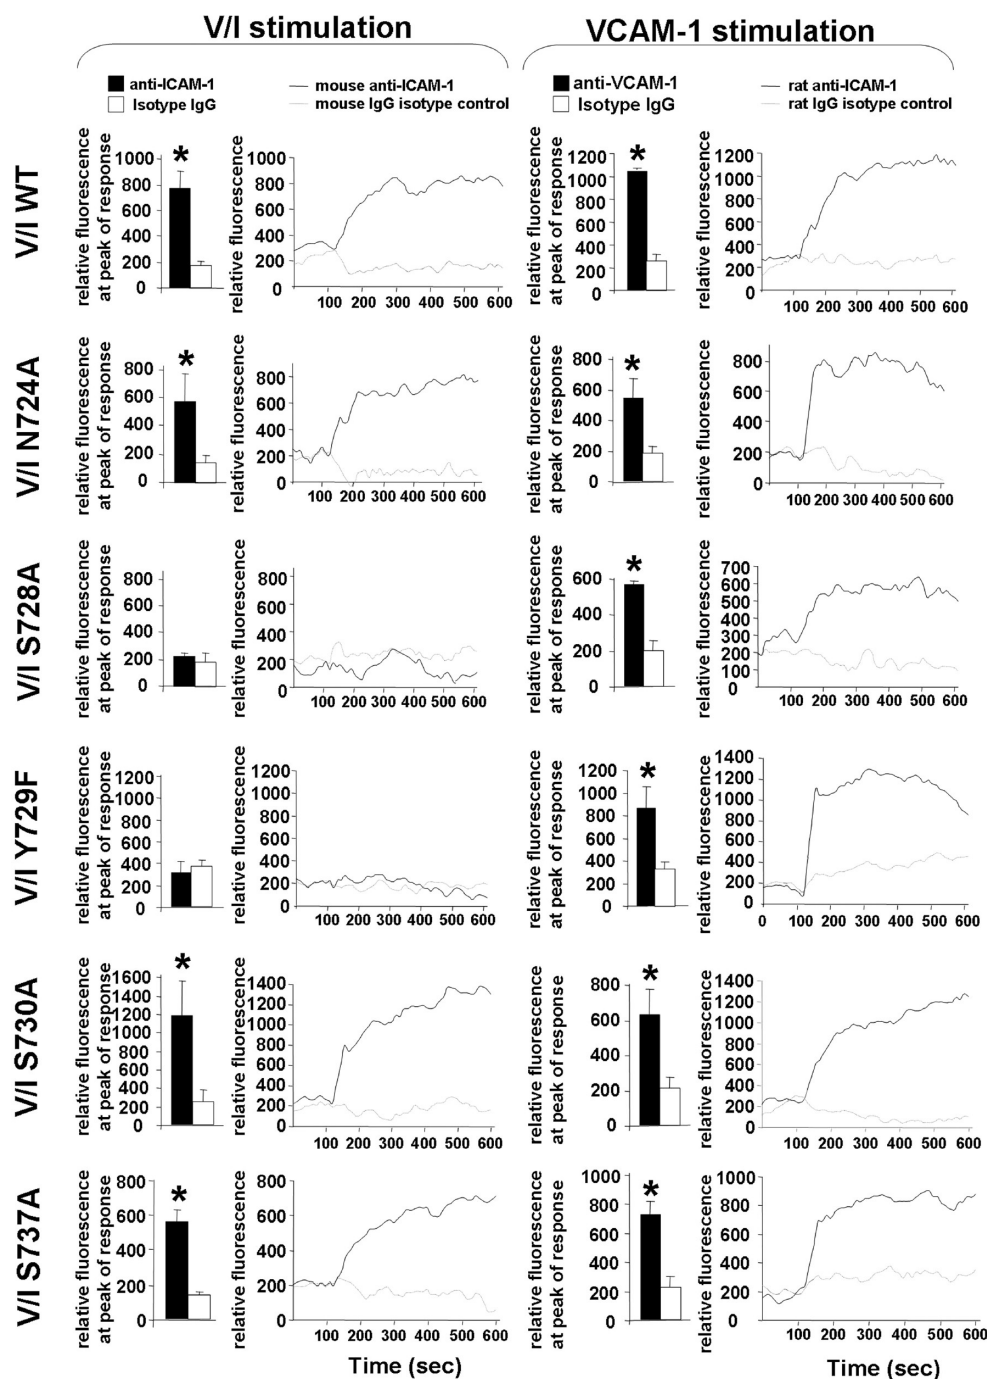 V/I stimulation
VCAM-1 stimulation
anti-ICAM-1
Isotype IgG
mouse anti-ICAM-1
mouse IgG isotype control
anti-VCAM-1
Isotype IgG
rat anti-ICAM-1
rat IgG isotype control
V/I WT
relative fluorescence
at peak of response
1000
800
600
400
200
0
*
relative fluorescence
1000
800
600
400
200
0
100 200 300 400 500 600
relative fluorescence
at peak of response
1200
1000
800
600
400
200
0
*
relative fluorescence
1200
1000
800
600
400
200
0
100 200 300 400 500 600
V/I N724A
relative fluorescence
at peak of response
800
600
400
200
0
*
relative fluorescence
800
600
400
200
0
100 200 300 400 500 600
relative fluorescence
at peak of response
800
600
400
200
0
*
relative fluorescence
800
600
400
200
0
100 200 300 400 500 600
V/I S728A
relative fluorescence
at peak of response
800
600
400
200
0
relative fluorescence
800
600
400
200
0
100 200 300 400 500 600
relative fluorescence
at peak of response
600
400
200
0
*
relative fluorescence
700
600
500
400
300
200
100
0
100 200 300 400 500 600
V/I Y729F
relative fluorescence
at peak of response
1200
1000
800
600
400
200
0
relative fluorescence
1200
1000
800
600
400
200
0
100 200 300 400 500 600
relative fluorescence
at peak of response
1200
1000
800
600
400
200
0
*
relative fluorescence
1400
1200
1000
800
600
400
200
0
0 100 200 300 400 500 600
V/I S730A
relative fluorescence
at peak of response
1600
1400
1200
1000
800
600
400
200
0
*
relative fluorescence
1400
1200
1000
800
600
400
200
0
100 200 300 400 500 600
relative fluorescence
at peak of response
800
600
400
200
0
*
relative fluorescence
1400
1200
1000
800
600
400
200
0
100 200 300 400 500 600
V/I S737A
relative fluorescence
at peak of response
800
600
400
200
0
*
relative fluorescence
800
600
400
200
0
100 200 300 400 500 600
relative fluorescence
at peak of response
1000
800
600
400
200
0
*
relative fluorescence
1000
800
600
400
200
0
100 200 300 400 500 600
Time (sec)
Time (sec)